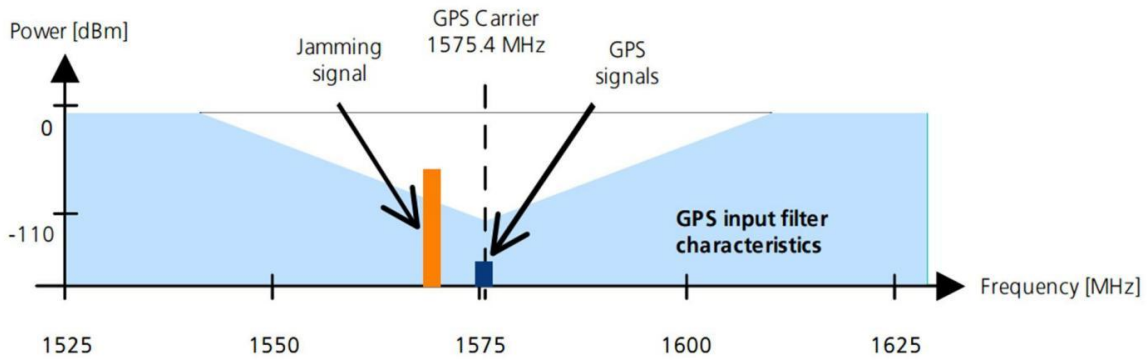 GPS Carrier
1575.4 MHz
Power [dBm]
Jamming
signal
GPS
signals
0
-110
GPS input filter
characteristics
Frequency [MHz]
1525
1550
1575
1600
1625